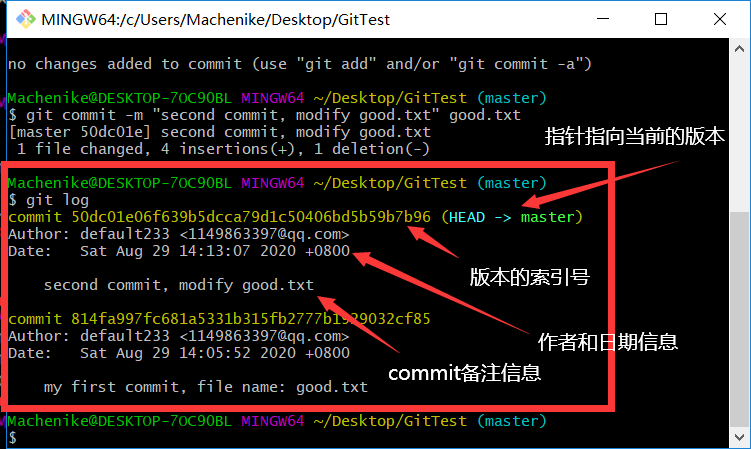 MINGW64:/c/Users/Machenike/Desktop/GitTest
no changes added to commit (use "git add" and/or "git commit -a")
Machenike@DESKTOP-7OC9OBL MINGW64 ~/Desktop/GitTest (master)
$ git commit -m "second commit, modify good.txt" good.txt
[master 50dc01e] second commit, modify good.txt
1 file changed, 4 insertions(+), 1 deletion(-)
指针指向当前的版本
Machenike@DESKTOP-7OC9OBL MINGW64 ~/Desktop/GitTest (master)
$ git log
commit 50dc01e06f639b5dcca79d1c50406bd5b59b7b96 (HEAD -> master)
Author: default233 <1149863397@qq.com>
Date:   Sat Aug 29 14:13:07 2020 +0800
版本的索引号
second commit, modify good.txt
commit 814fa997fc681a5331b315fb2777b1929032cf85
Author: default233 <1149863397@qq.com>
作者和日期信息
Date:   Sat Aug 29 14:05:52 2020 +0800
commit备注信息
my first commit, file name: good.txt
Machenike@DESKTOP-7OC9OBL MINGW64 ~/Desktop/GitTest (master)
$